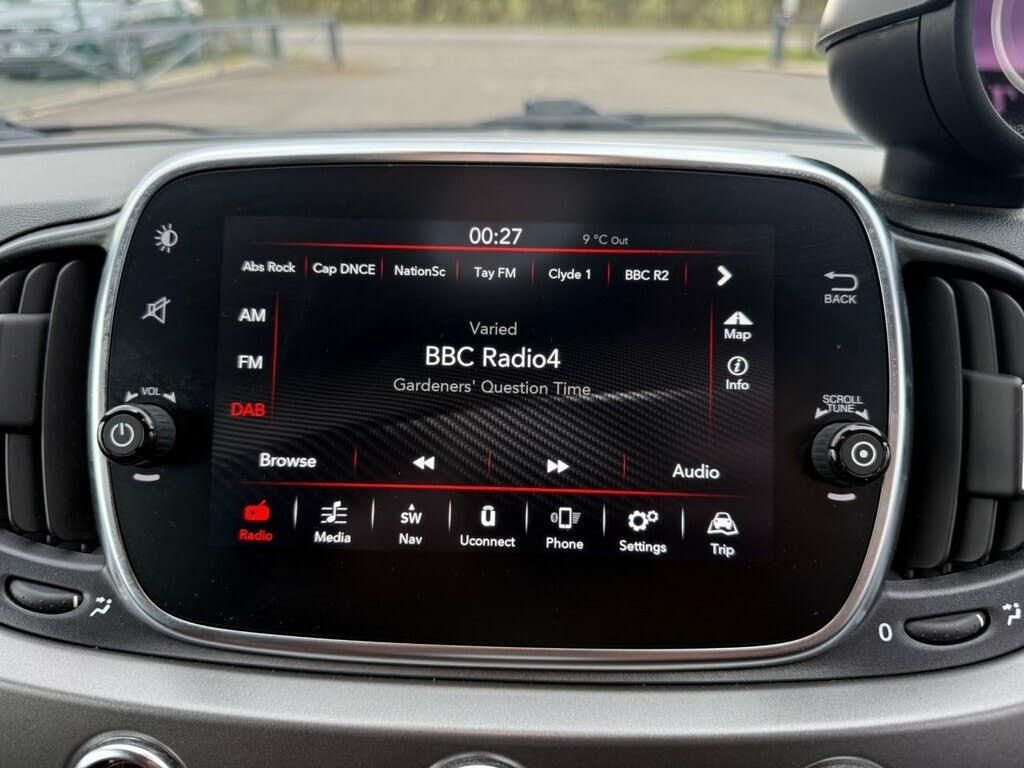 00:27 9 °C Out
Abs Rock Cap DNCE NationSc Tay FM Clyde 1 BBC R2
BACK
AM
Map
Varied
FM
BBC Radio4
Info
Gardeners' Question Time
VOL
DAB
SCROLL
TUNE
Browse Audio
Radio Media SW Nav Uconnect Phone Settings Trip
0